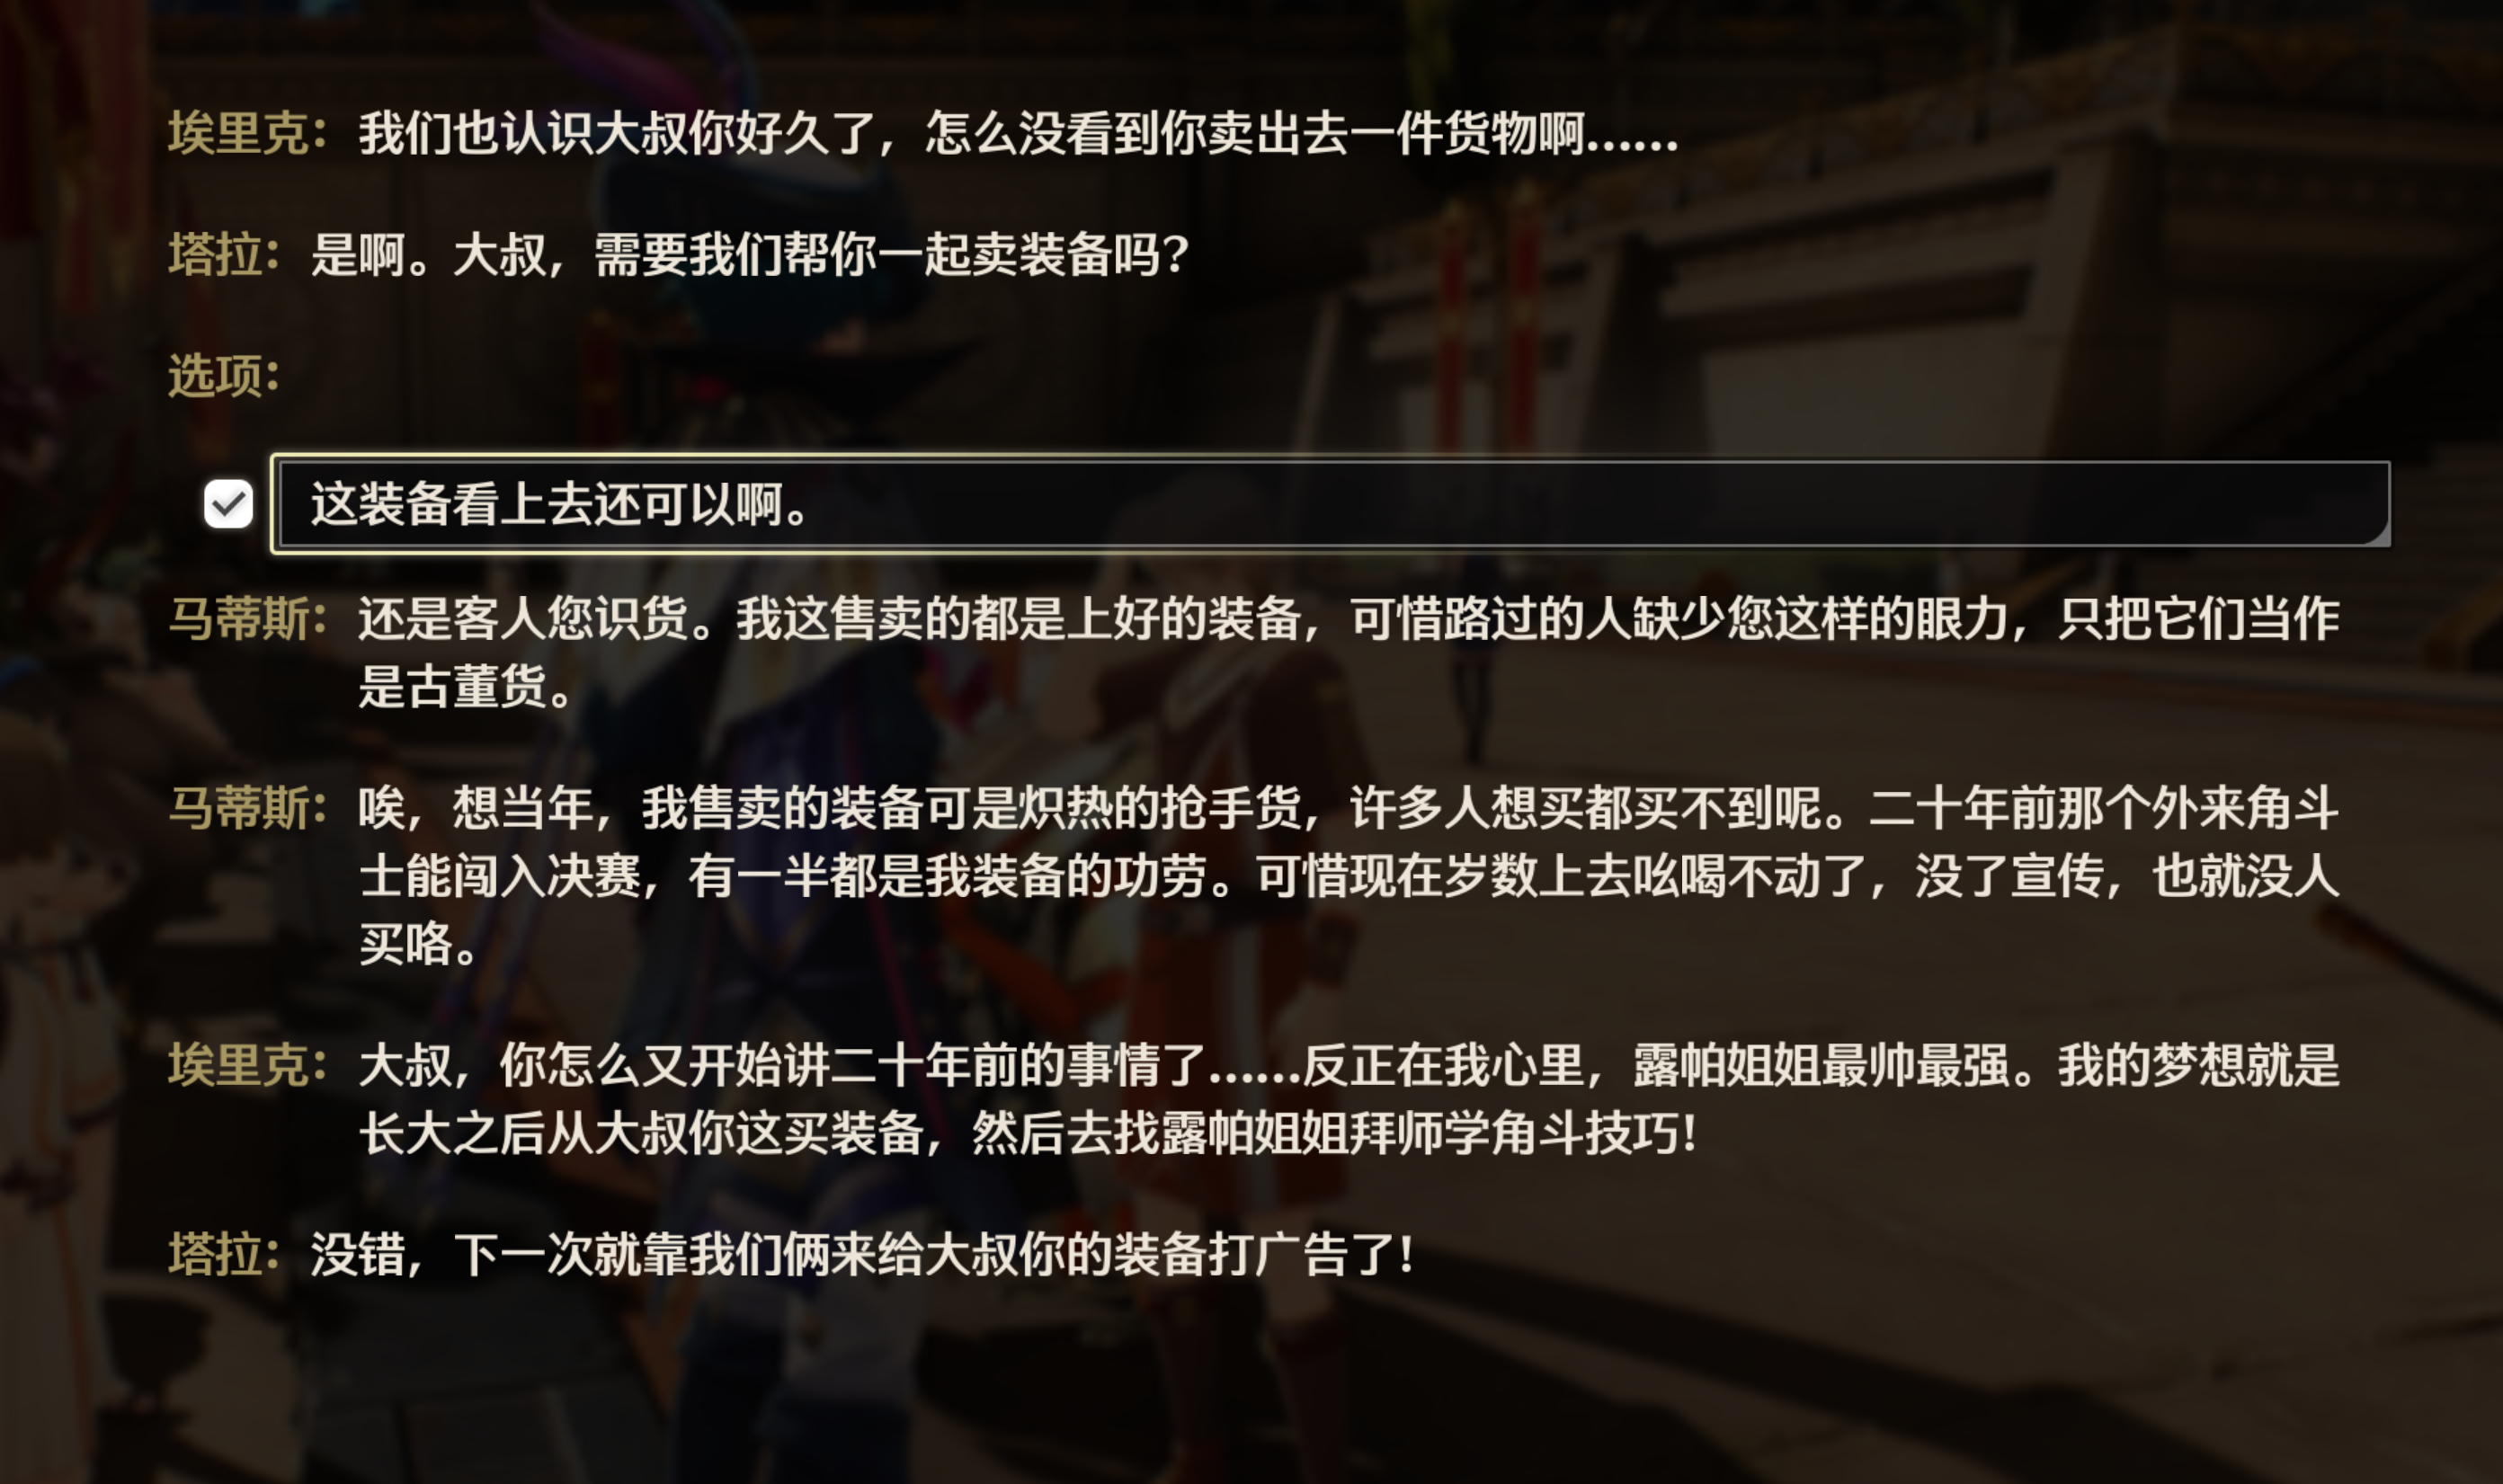 埃里克：我们也认识大叔你好久了，怎么没看到你卖出去一件货物啊……
塔拉：是啊。大叔，需要我们帮你一起卖装备吗？
选项：
这装备看上去还可以啊。
马蒂斯：还是客人您识货。我这售卖的都是上好的装备，可惜路过的人缺少您这样的眼力，只把它们当作
是古董货。
马蒂斯：唉，想当年，我售卖的装备可是炽热的抢手货，许多人想买都买不到呢。二十年前那个外来角斗
士能闯入决赛，有一半都是我装备的功劳。可惜现在岁数上去吆喝不动了，没了宣传，也就没人
买咯。
埃里克：大叔，你怎么又开始讲二十年前的事情了……反正在我心里，露帕姐姐最帅最强。我的梦想就是
长大之后从大叔你这买装备，然后去找露帕姐姐拜师学角斗技巧！
塔拉：没错，下一次就靠我们俩来给大叔你的装备打广告了！